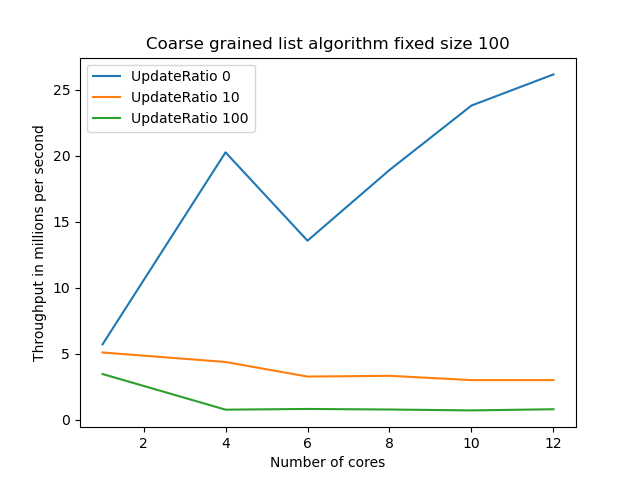 Coarse grained list algorithm fixed size 100
UpdateRatio 0
UpdateRatio 10
UpdateRatio 100
Throughput in millions per second
25
20
15
10
5
0
2 4 6 8 10 12
Number of cores